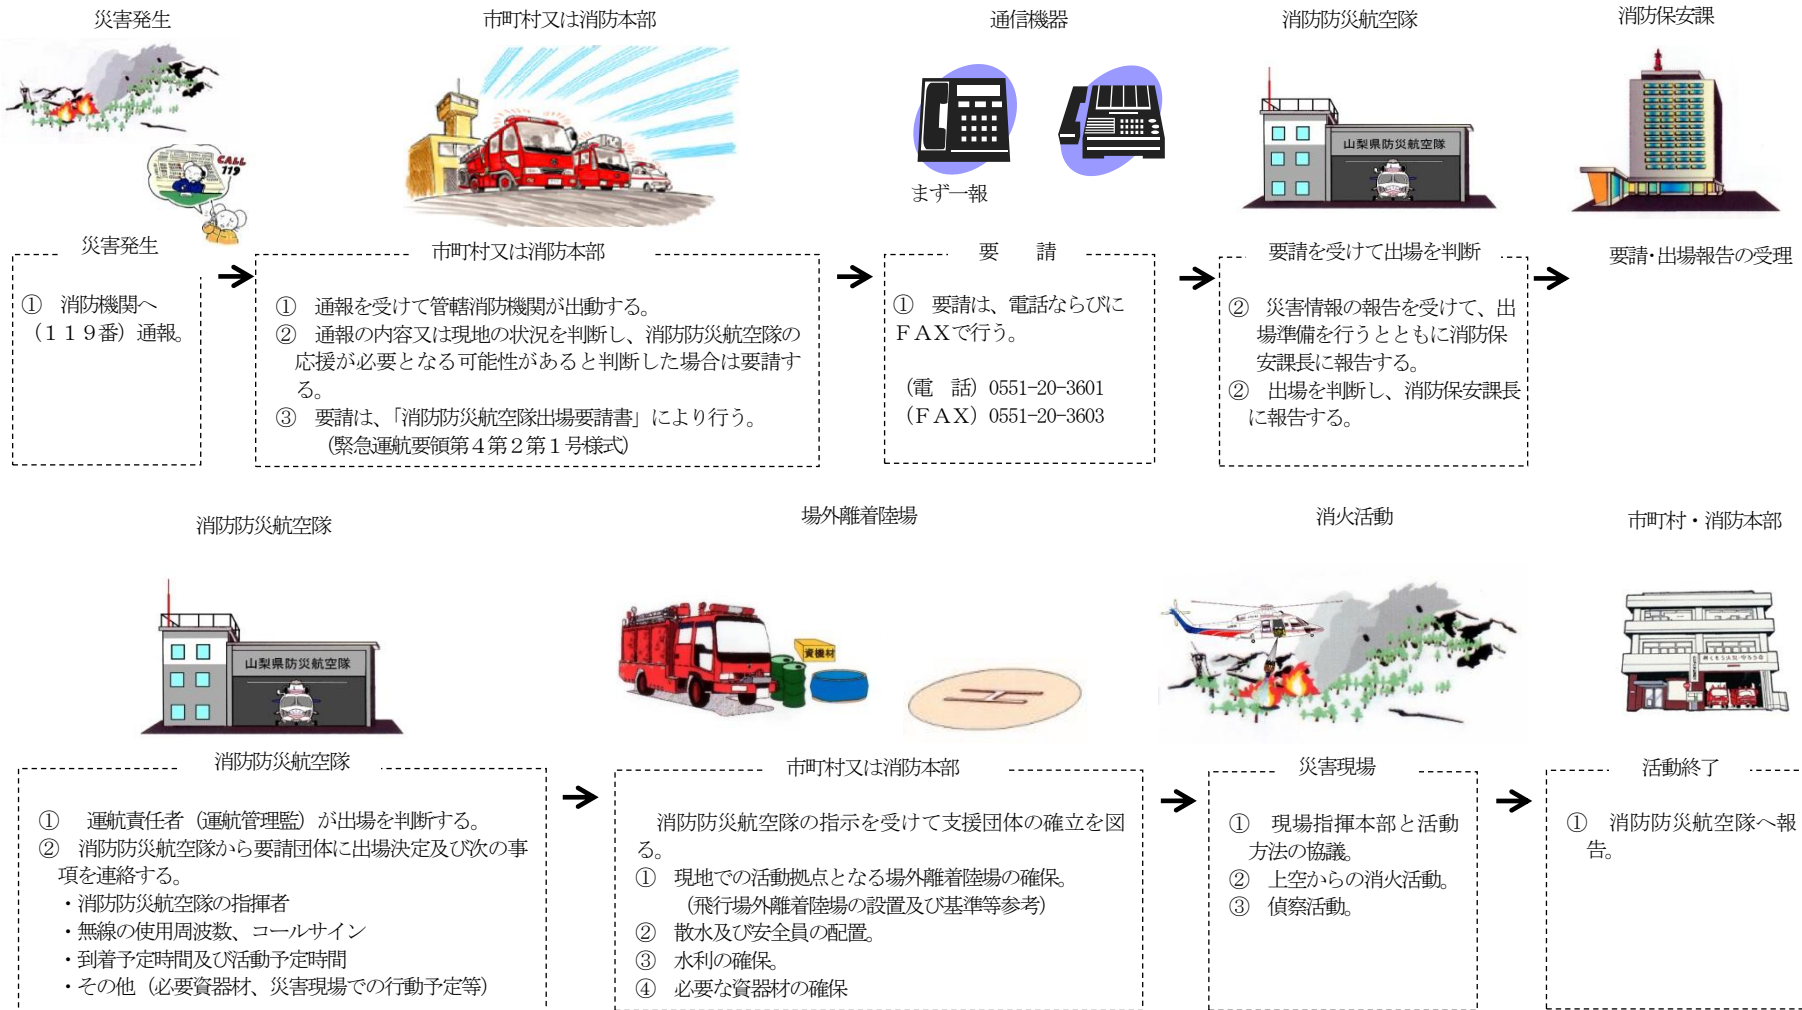 災害発生
市町村又は消防本部
通信機器
消防防災航空隊
消防保安課
CALL
119
まず一報
山梨県防災航空隊
災害発生
① 消防機関へ
(119番)通報。
市町村又は消防本部
① 通報を受けて管轄消防機関が出動する。
② 通報の内容又は現地の状況を判断し、消防防災航空隊の
応援が必要となる可能性があると判断した場合は要請す
る。
③ 要請は、「消防防災航空隊出場要請書」により行う。
(緊急運航要領第4第2第1号様式)
要 請
① 要請は、電話ならびに
FAXで行う。
(電 話) 0551-20-3601
(FAX) 0551-20-3603
要請を受けて出場を判断
② 災害情報の報告を受けて、出
場準備を行うとともに消防保
安課長に報告する。
② 出場を判断し、消防保安課長
に報告する。
要請・出場報告の受理
消防防災航空隊
場外離着陸場
消火活動
市町村・消防本部
山梨県防災航空隊
資機材
消防防災航空隊
① 運航責任者(運航管理監)が出場を判断する。
② 消防防災航空隊から要請団体に出場決定及び次の事
項を連絡する。
・消防防災航空隊の指揮者
・無線の使用周波数、コールサイン
・到着予定時間及び活動予定時間
・その他(必要資器材、災害現場での行動予定等)
市町村又は消防本部
消防防災航空隊の指示を受けて支援団体の確立を図
る。
① 現地での活動拠点となる場外離着陸場の確保。
(飛行場外離着陸場の設置及び基準等参考)
② 散水及び安全員の配置。
③ 水利の確保。
④ 必要な資器材の確保
災害現場
① 現場指揮本部と活動
方法の協議。
② 上空からの消火活動。
③ 偵察活動。
活動終了
① 消防防災航空隊へ報
告。